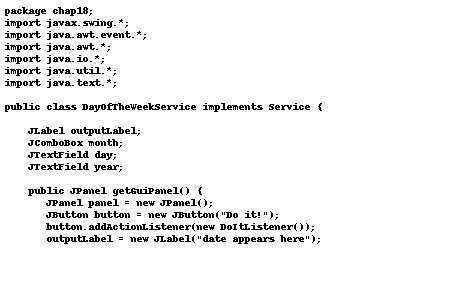 package chap18;
import javax.swing.*;
import java.awt.event.*;
import java.awt.*;
import java.io.*;
import java.util.*;
import java.text.*;
public class DayOfTheWeekService implements Service {
JLabel outputLabel;
JComboBox month;
JTextField day;
JTextField year;
public JPanel getGuiPanel() {
JPanel panel = new JPanel();
JButton button = new JButton("Do it!");
button.addActionListener(new DoItListener());
outputLabel = new JLabel("date appears here");